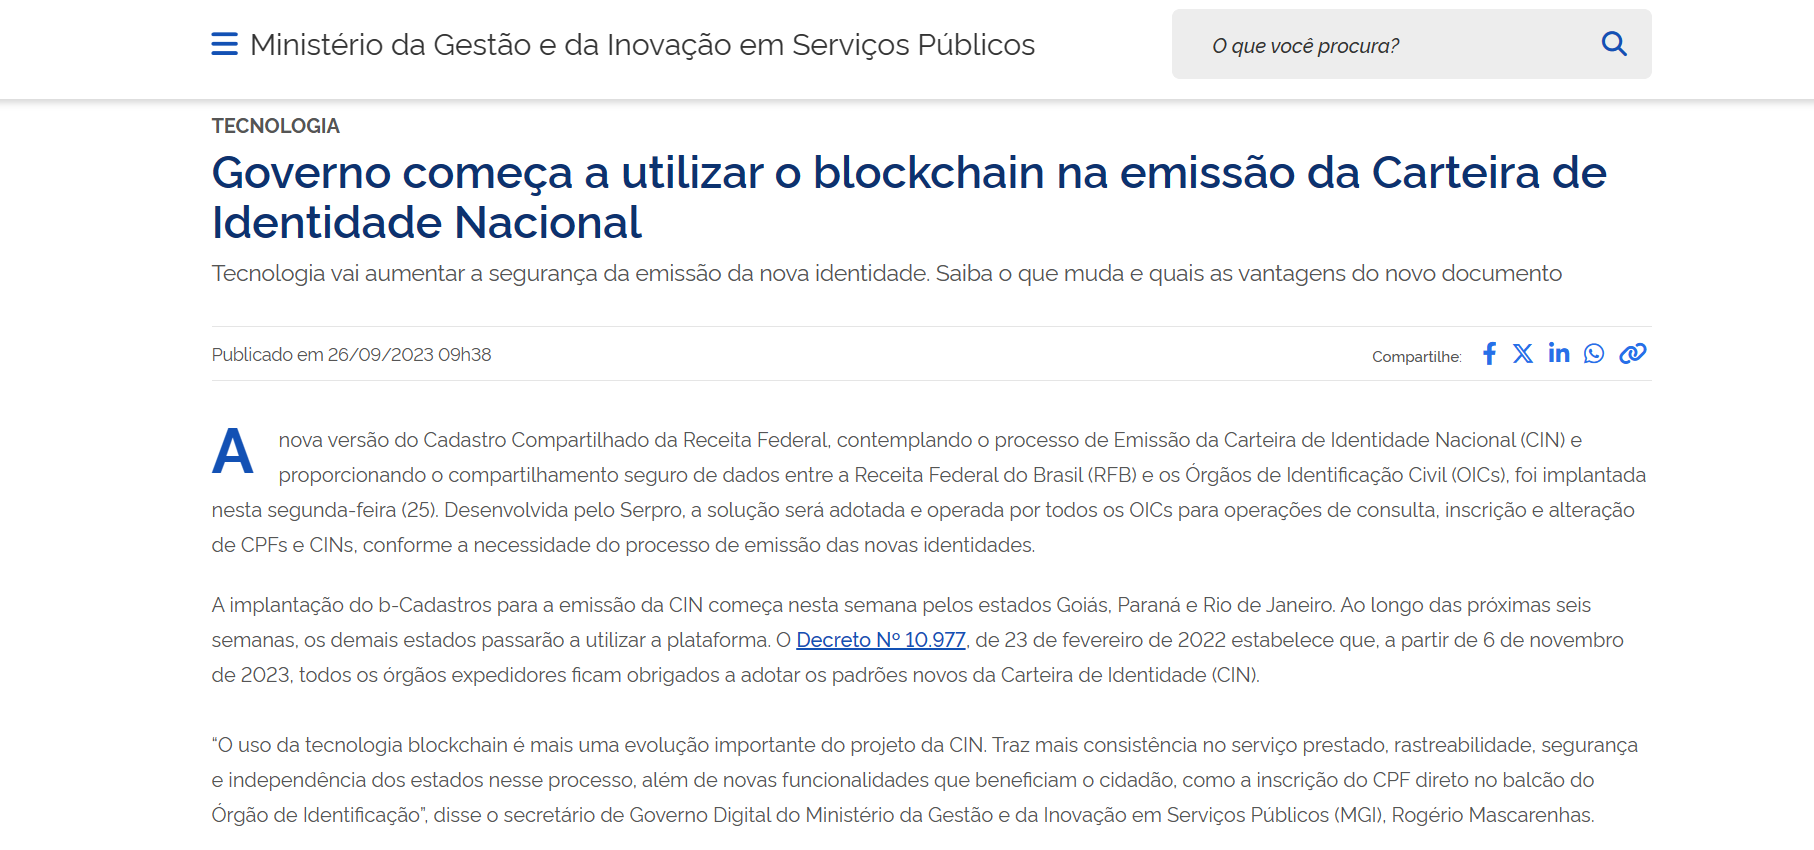 Ministério da Gestão e da Inovação em Serviços Públicos
O que você procura?
TECNOLOGIA
Governo começa a utilizar o blockchain na emissão da Carteira de
Identidade Nacional
Tecnologia vai aumentar a segurança da emissão da nova identidade. Saiba o que muda e quais as vantagens do novo documento
Publicado em 26/09/2023 09h38
Compartilhe:
A nova versão do Cadastro Compartilhado da Receita Federal, contemplando o processo de Emissão da Carteira de Identidade Nacional (CIN) e
proporcionando o compartilhamento seguro de dados entre a Receita Federal do Brasil (RFB) e os Órgãos de Identificação Civil (OICs), foi implantada
nesta segunda-feira (25). Desenvolvida pelo Serpro, a solução será adotada e operada por todos os OICs para operações de consulta, inscrição e alteração
de CPFs e CINs, conforme a necessidade do processo de emissão das novas identidades.
A implantação do b-Cadastros para a emissão da CIN começa nesta semana pelos estados Goiás, Paraná e Rio de Janeiro. Ao longo das próximas seis
semanas, os demais estados passarão a utilizar a plataforma. O Decreto Nº 10.977, de 23 de fevereiro de 2022 estabelece que, a partir de 6 de novembro
de 2023, todos os órgãos expedidores ficam obrigados a adotar os padrões novos da Carteira de Identidade (CIN).
“O uso da tecnologia blockchain é mais uma evolução importante do projeto da CIN. Traz mais consistência no serviço prestado, rastreabilidade, segurança
e independência dos estados nesse processo, além de novas funcionalidades que beneficiam o cidadão, como a inscrição do CPF direto no balcão do
Órgão de Identificação”, disse o secretário de Governo Digital do Ministério da Gestão e da Inovação em Serviços Públicos (MGI), Rogério Mascarenhas.